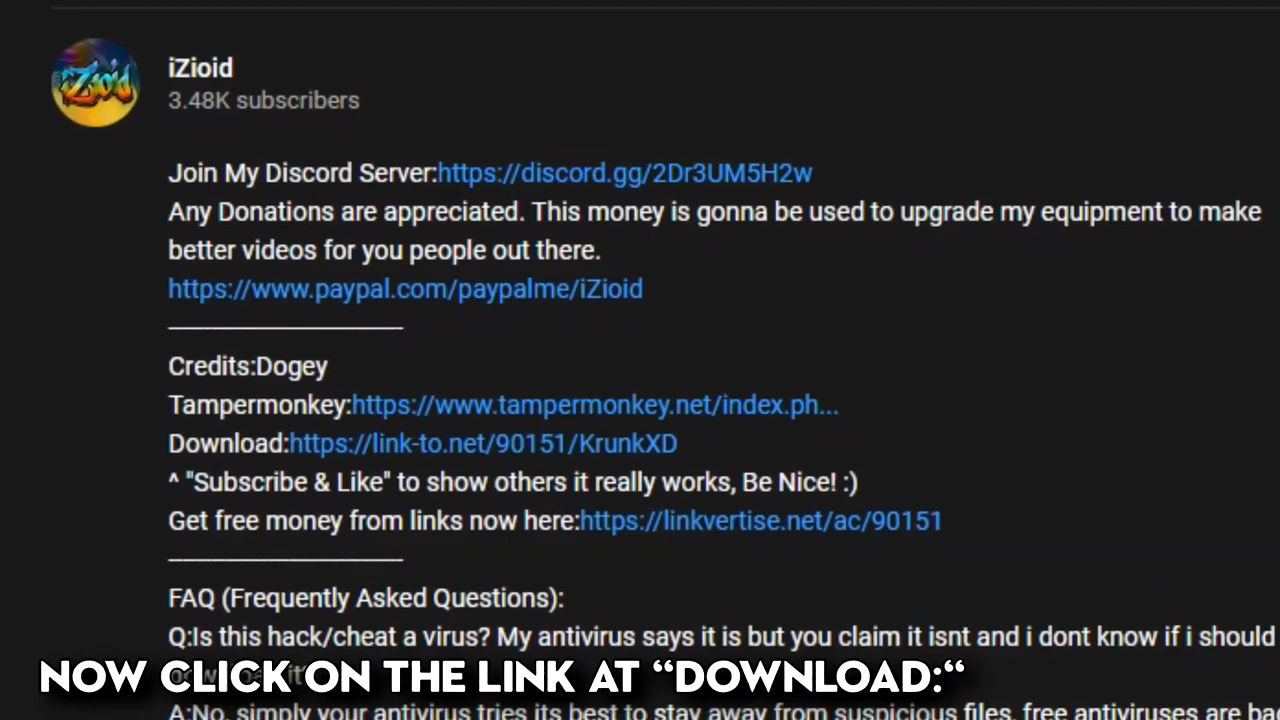 iZioid
iZioid
3.48K subscribers
Join My Discord Server:https://discord.gg/2Dr3UM5H2w
Any Donations are appreciated. This money is gonna be used to upgrade my equipment to make
better videos for you people out there.
https://www.paypal.com/paypalme/iZioid
Credits:Dogey
Tampermonkey:https://www.tampermonkey.net/index.ph...
Download:https://link-to.net/90151/KrunkXD
^ "Subscribe & Like" to show others it really works, Be Nice! :)
Get free money from links now here:https://linkvertise.net/ac/90151
FAQ (Frequently Asked Questions):
Q:Is this hack/cheat a virus? My antivirus says it is but you claim it isnt and i dont know if i should
NOW CLICK ON THE LINK AT “DOWNLOAD:“
A:No, simply your antivirus tries its best to stay away from suspicious files, free antiviruses are